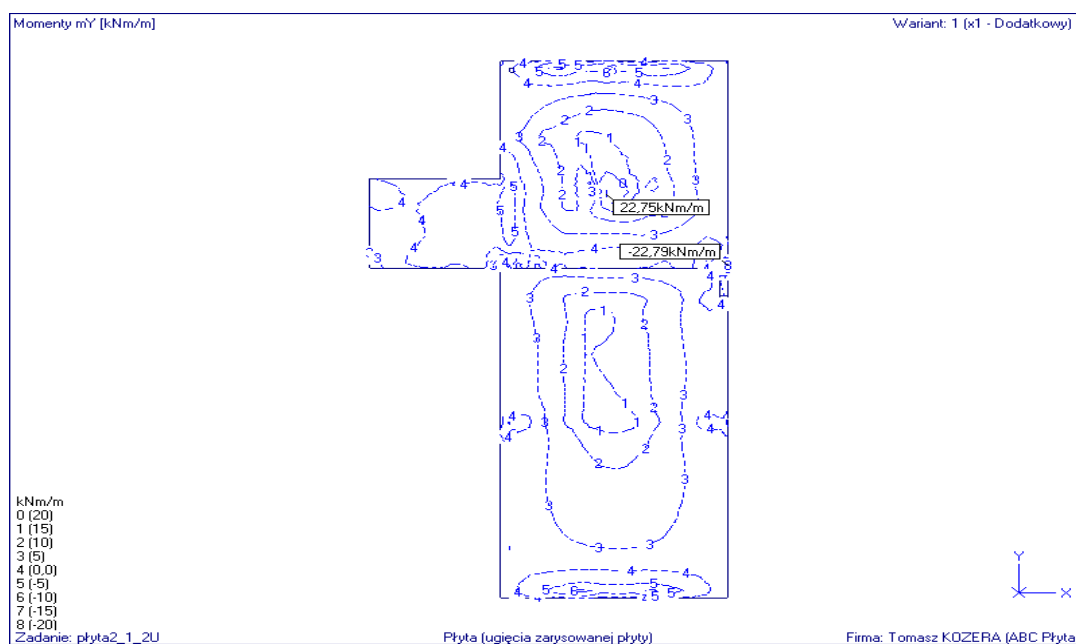 Momenty mY [kNm/m]
Wariant: 1 (x1 - Dodatkowy)
22,75kNm/m
-22,79kNm/m
kNm/m
0 (20)
1 (15)
2 (10)
3 (5)
4 (0,0)
5 (-5)
6 (-10)
7 (-15)
8 (-20)
Y
X
Zadanie: płyta2_1_2U
Płyta (ugięcia zarysowanej płyty)
Firma: Tomasz KOZERA (ABC Płyta